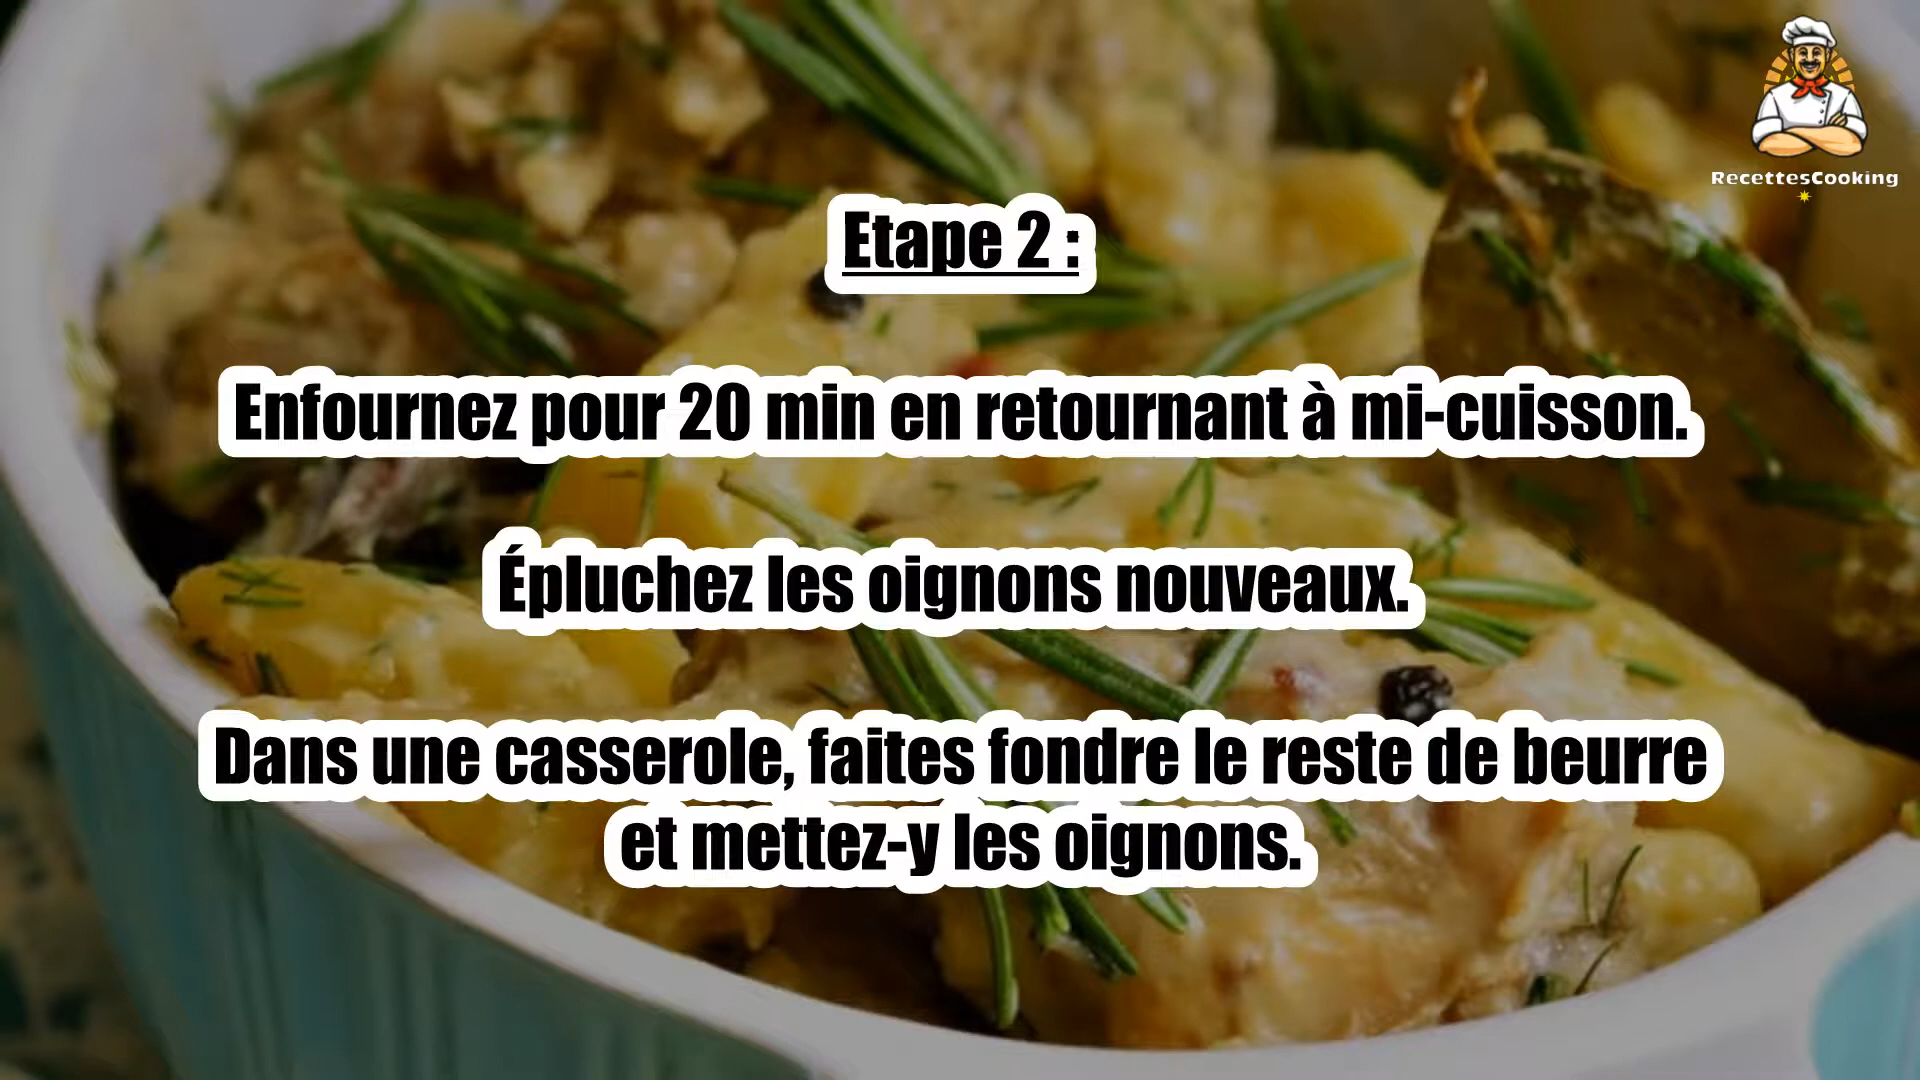 RecettesCooking
Etape 2 :
Enfournez pour 20 min en retournant à mi-cuisson.
Épluchez les oignons nouveaux.
Dans une casserole, faites fondre le reste de beurre
et mettez-y les oignons.